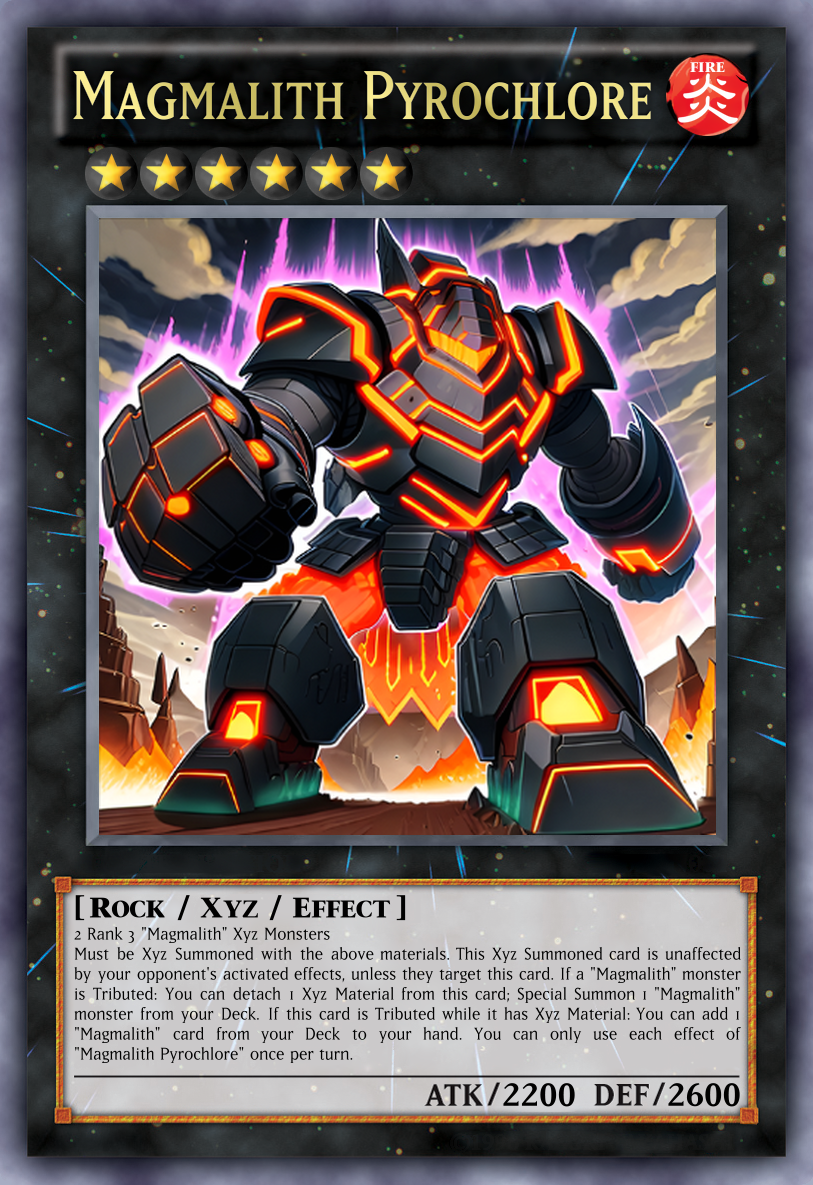 Magmalith Pyrochlore
FIRE
炎
[ Rock / Xyz / Effect ]
2 Rank 3 "Magmalith" Xyz Monsters
Must be Xyz Summoned with the above materials. This Xyz Summoned card is unaffected
by your opponent's activated effects, unless they target this card. If a "Magmalith" monster
is Tributed: You can detach 1 Xyz Material from this card; Special Summon 1 "Magmalith"
monster from your Deck. If this card is Tributed while it has Xyz Material: You can add 1
"Magmalith" card from your Deck to your hand. You can only use each effect of
"Magmalith Pyrochlore" once per turn.
ATK/2200 DEF/2600